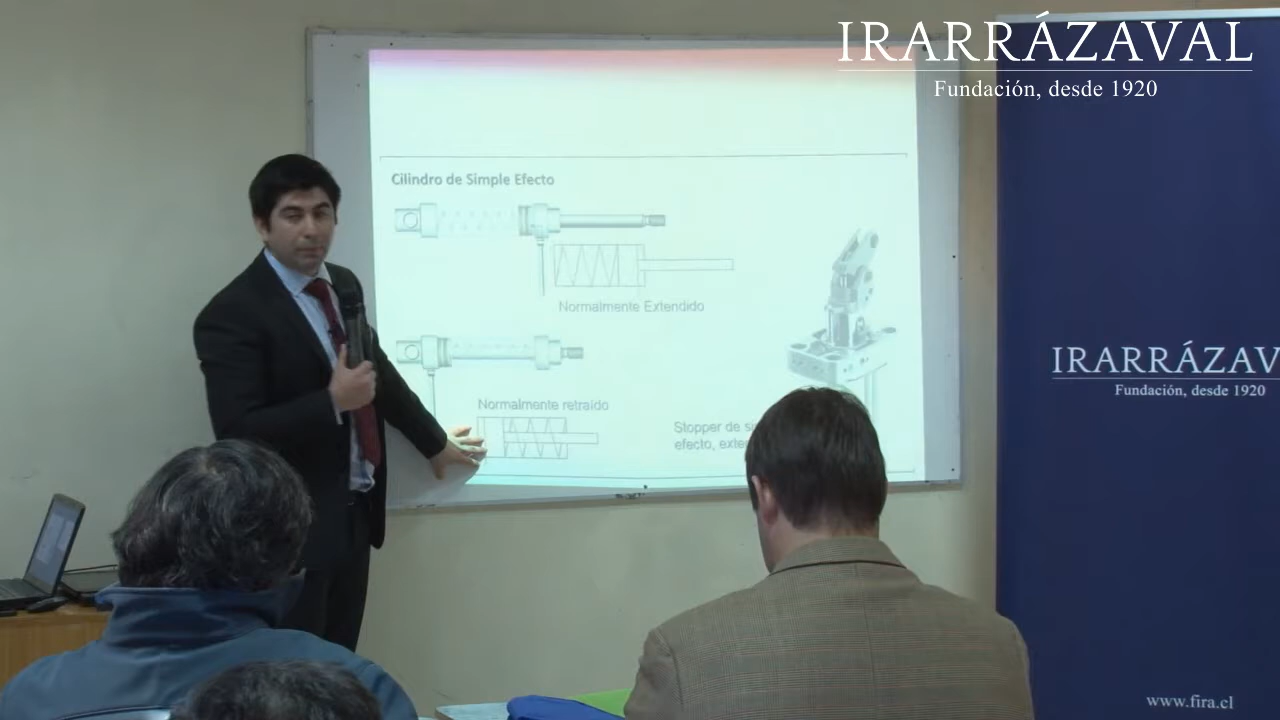 IRARRÁZAVAL
Fundación, desde 1920
Cilindro de Simple Efecto
Normalmente Extendido
Normalmente retraído
Stopper de
efecto,
IRARRÁZAV
Fundación, desde 1920
www.fira.cl